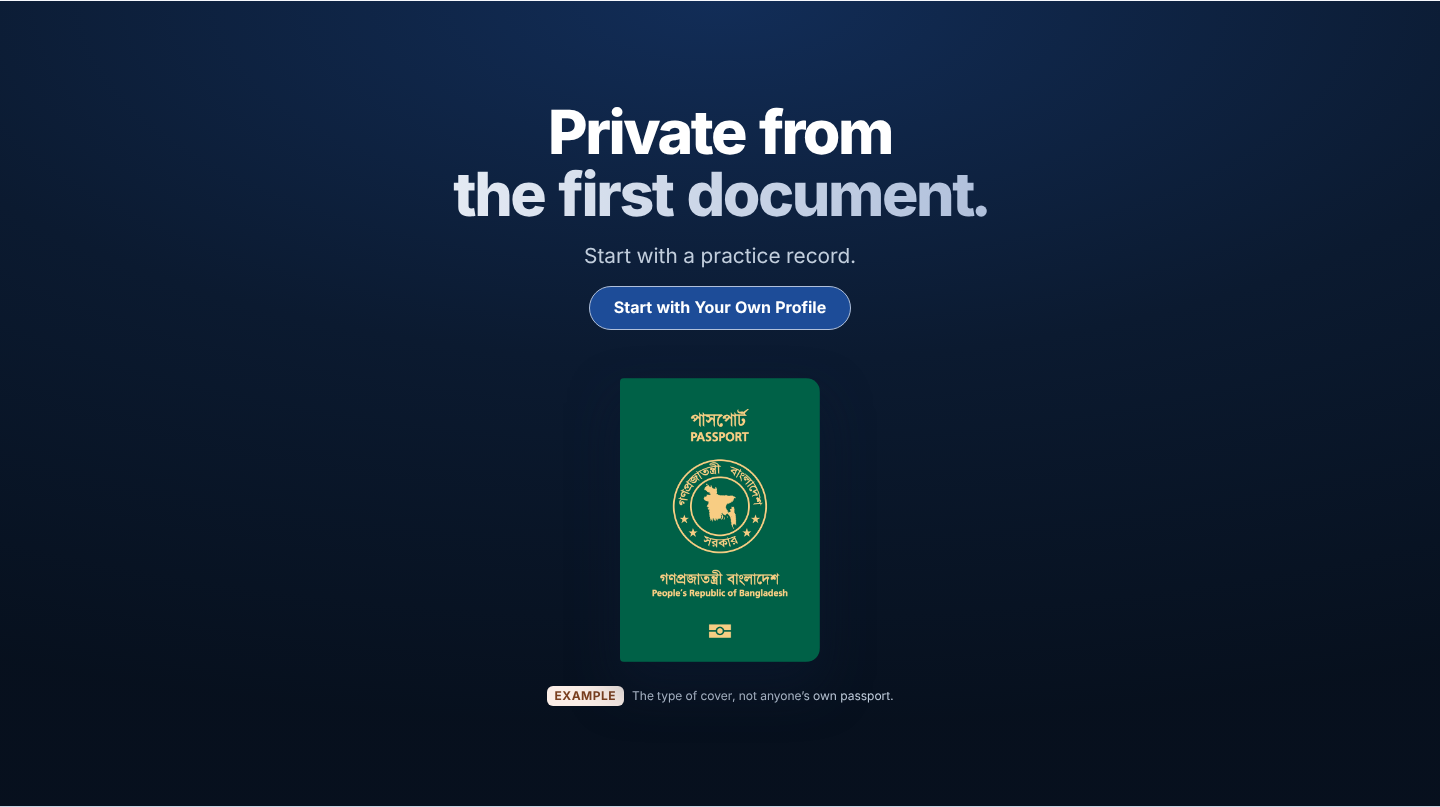 Private from
the first document.
Start with a practice record.
Start with Your Own Profile
পাসপোর্ট
PASSPORT
গণপ্রজাতন্ত্রী বাংলাদেশ
সরকার
গণপ্রজাতন্ত্রী বাংলাদেশ
People's Republic of Bangladesh
EXAMPLE The type of cover, not anyone’s own passport.